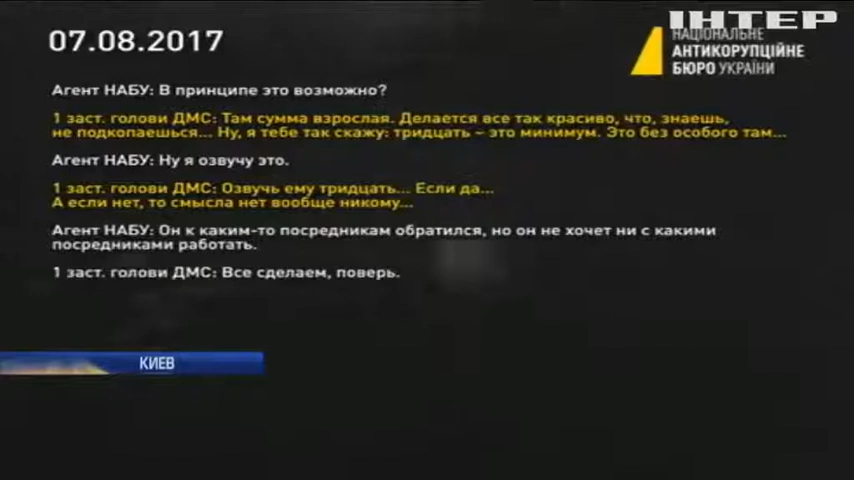 ІНТЕР
07.08.2017
НАЦІОНАЛЬНЕ
АНТИКОРУПЦІЙНЕ
БЮРО УКРАЇНИ
Агент НАБУ: В принципе это возможно?
1 заст. голови ДМС: Там сумма взрослая. Делается все так красиво, что, знаешь,
не подкопаешься... Ну, я тебе так скажу: тридцать – это минимум. Это без особого там...
Агент НАБУ: Ну я озвучу это.
1 заст. голови ДМС: Озвучь ему тридцать... Если да...
А если нет, то смысла нет вообще никому...
Агент НАБУ: Он к каким-то посредникам обратился, но он не хочет ни с какими
посредниками работать.
1 заст. голови ДМС: Все сделаем, поверь.
КИЕВ